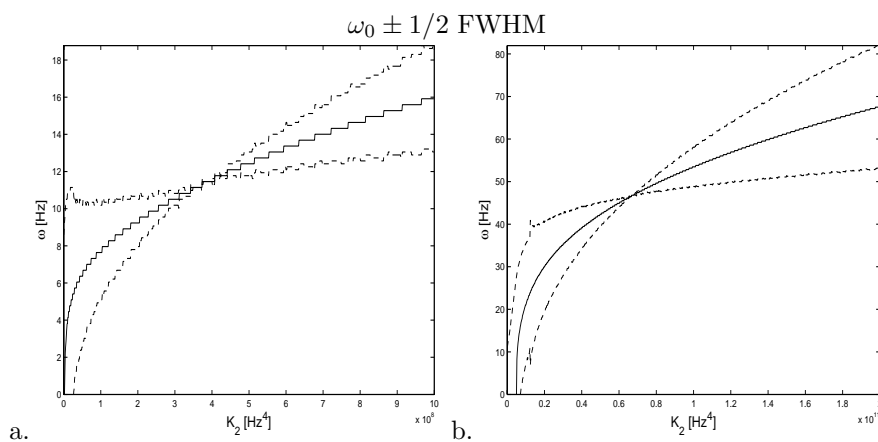 ω₀ ± 1/2 FWHM
18
16
14
12
10
8
6
4
2
0
ω [Hz]
0 1 2 3 4 5 6 7 8 9 10
K₂ [Hz⁴]
x 10⁸
a.
80
70
60
50
40
30
20
10
0
ω [Hz]
0 0.2 0.4 0.6 0.8 1 1.2 1.4 1.6 1.8
K₂ [Hz⁴]
b.